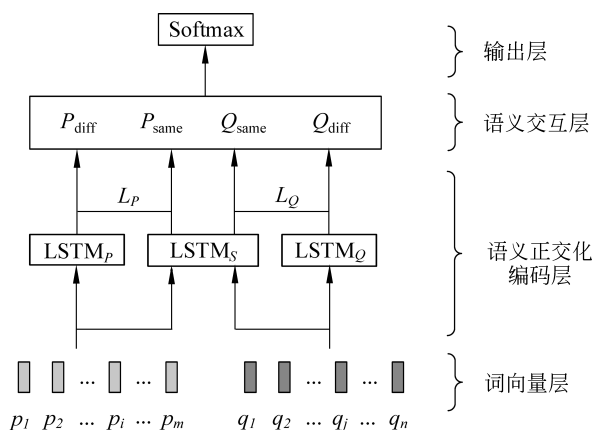 Softmax
输出层
P_diff P_same Q_same Q_diff
语义交互层
L_P L_Q
LSTM_P LSTM_S LSTM_Q
语义正交化
编码层
... ... ... ...
词向量层
p_1 p_2 ... p_i ... p_m q_1 q_2 ... q_j ... q_n